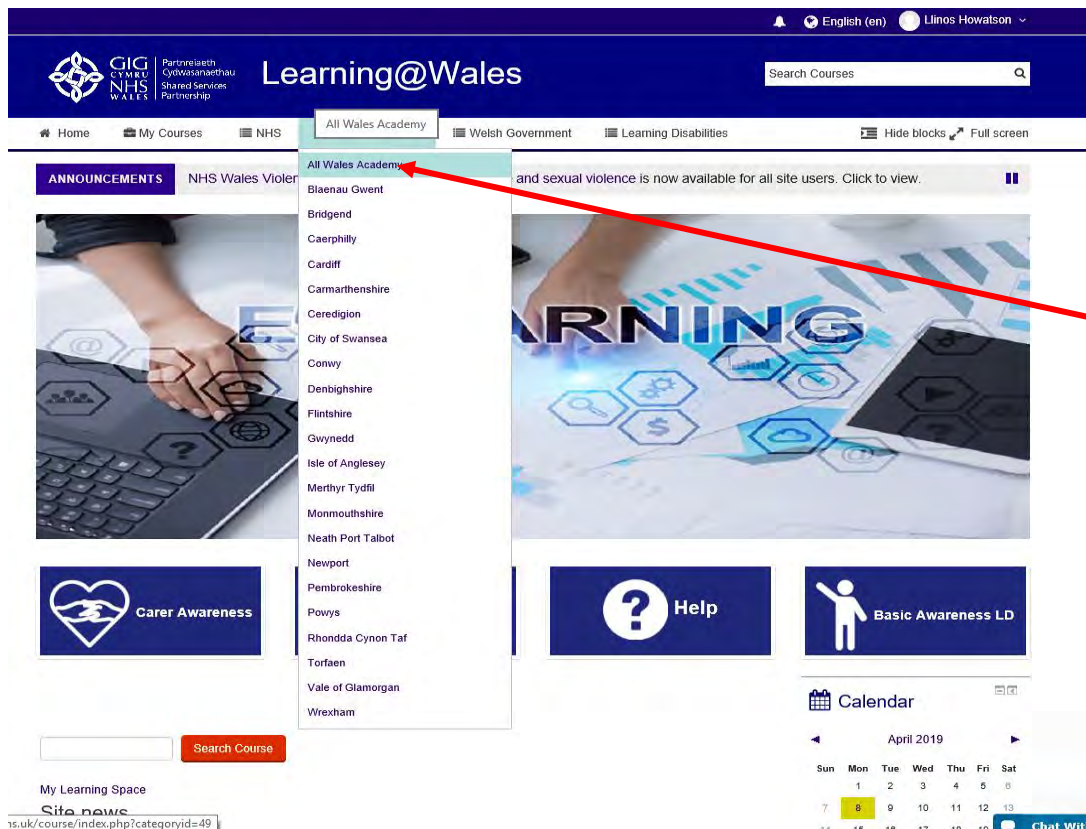 English (en) Llinos Howatson
GIG
CYMRU
NHS
WALES
Partneriaeth
Cydwasanaethau
Shared Services
Partnership
Learning@Wales
Search Courses
Home My Courses NHS All Wales Academy Welsh Government Learning Disabilities Hide blocks Full screen
ANNOUNCEMENTS NHS Wales Violen and sexual violence is now available for all site users. Click to view.
All Wales Academy
Blaenau Gwent
Bridgend
Caerphilly
Cardiff
Carmarthenshire
Ceredigion
City of Swansea
Conwy
Denbighshire
Flintshire
Gwynedd
Isle of Anglesey
Merthyr Tydfil
Monmouthshire
Neath Port Talbot
Newport
Pembrokeshire
Powys
Rhondda Cynon Taf
Torfaen
Vale of Glamorgan
Wrexham
E ARNING
Carer Awareness
Help
Basic Awareness LD
Calendar
April 2019
Sun Mon Tue Wed Thu Fri Sat
1 2 3 4 5 6
7 8 9 10 11 12 13
Search Course
My Learning Space
Site news
ns.uk/course/index.php?categoryid=49
Chat Wit